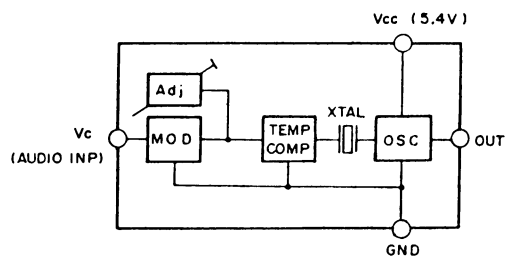 Vcc (5.4V)
Adj
XTAL
Vc
(AUDIO INP)
MOD
TEMP
COMP
OSC
OUT
GND